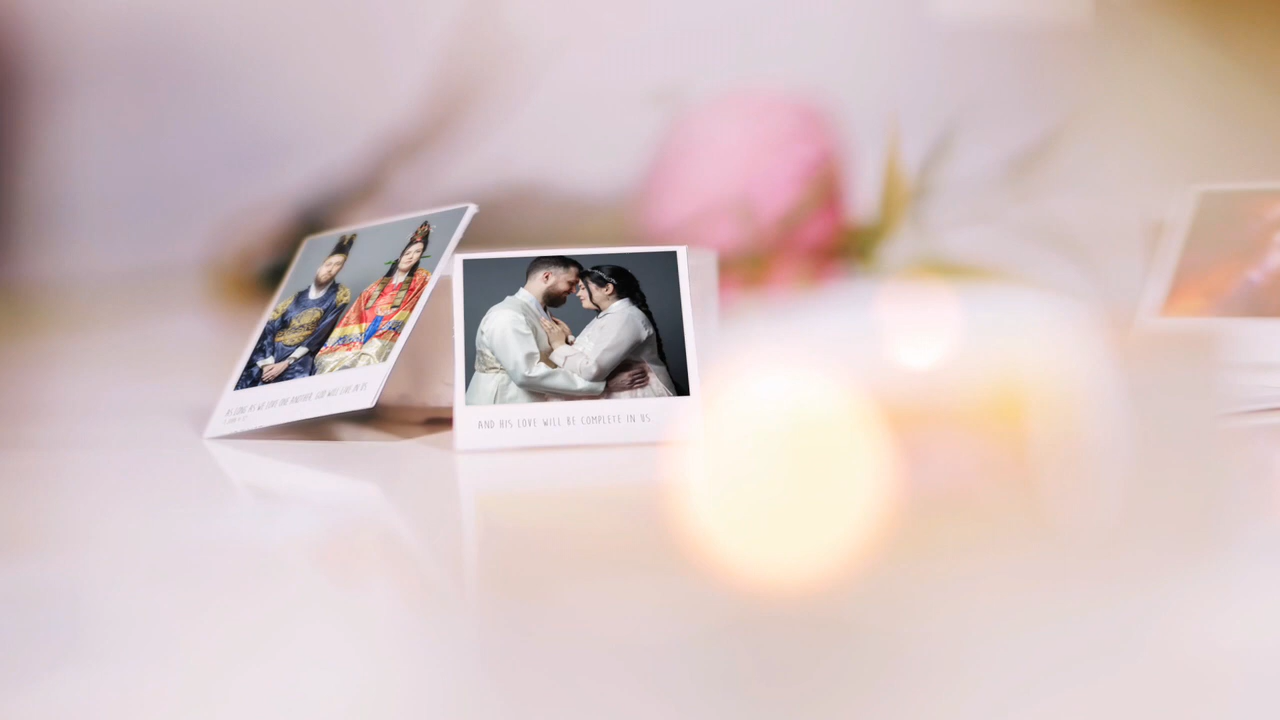 AS LONG AS WE LOVE ONE ANOTHER, GOD WILL LIVE IN US
AND HIS LOVE WILL BE COMPLETE IN US